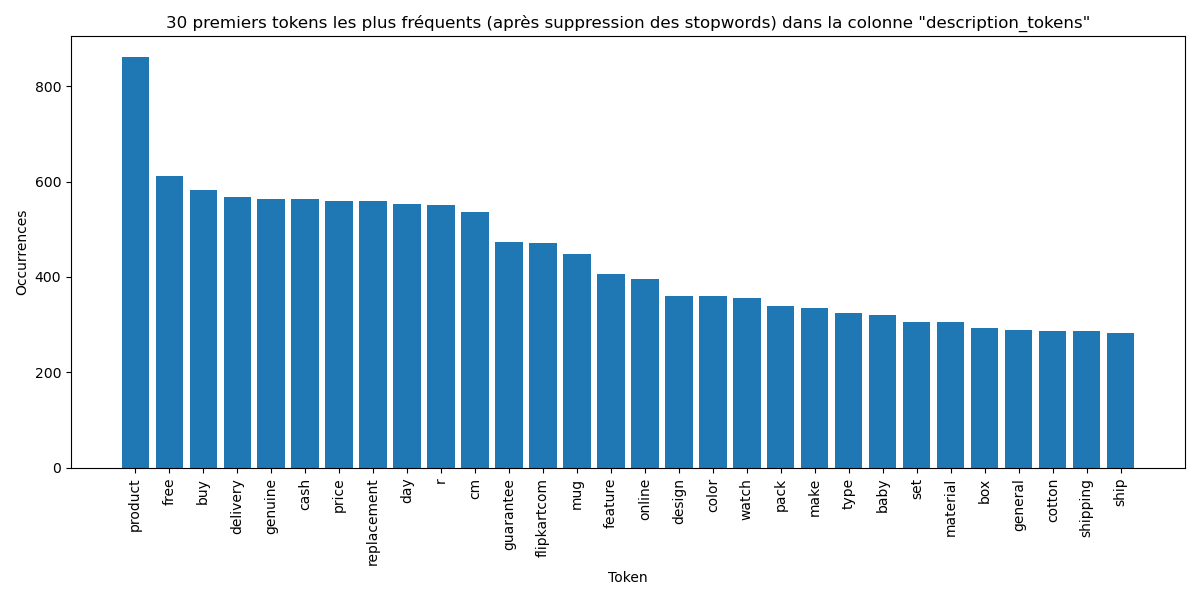 30 premiers tokens les plus fréquents (après suppression des stopwords) dans la colonne "description_tokens"
Occurrences
800
600
400
200
0
product
free
buy
delivery
genuine
cash
price
replacement
day
r
cm
guarantee
flipkartcom
mug
feature
online
design
color
watch
pack
make
type
baby
set
material
box
general
cotton
shipping
ship
Token